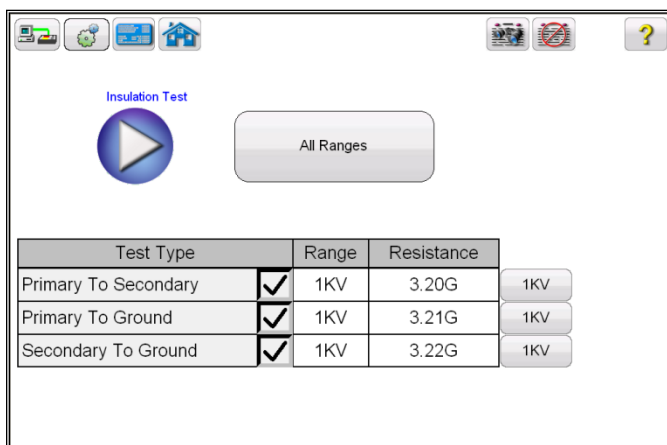 ?
Insulation Test
All Ranges
Test Type Range Resistance
Primary To Secondary 1KV 3.20G 1KV
Primary To Ground 1KV 3.21G 1KV
Secondary To Ground 1KV 3.22G 1KV